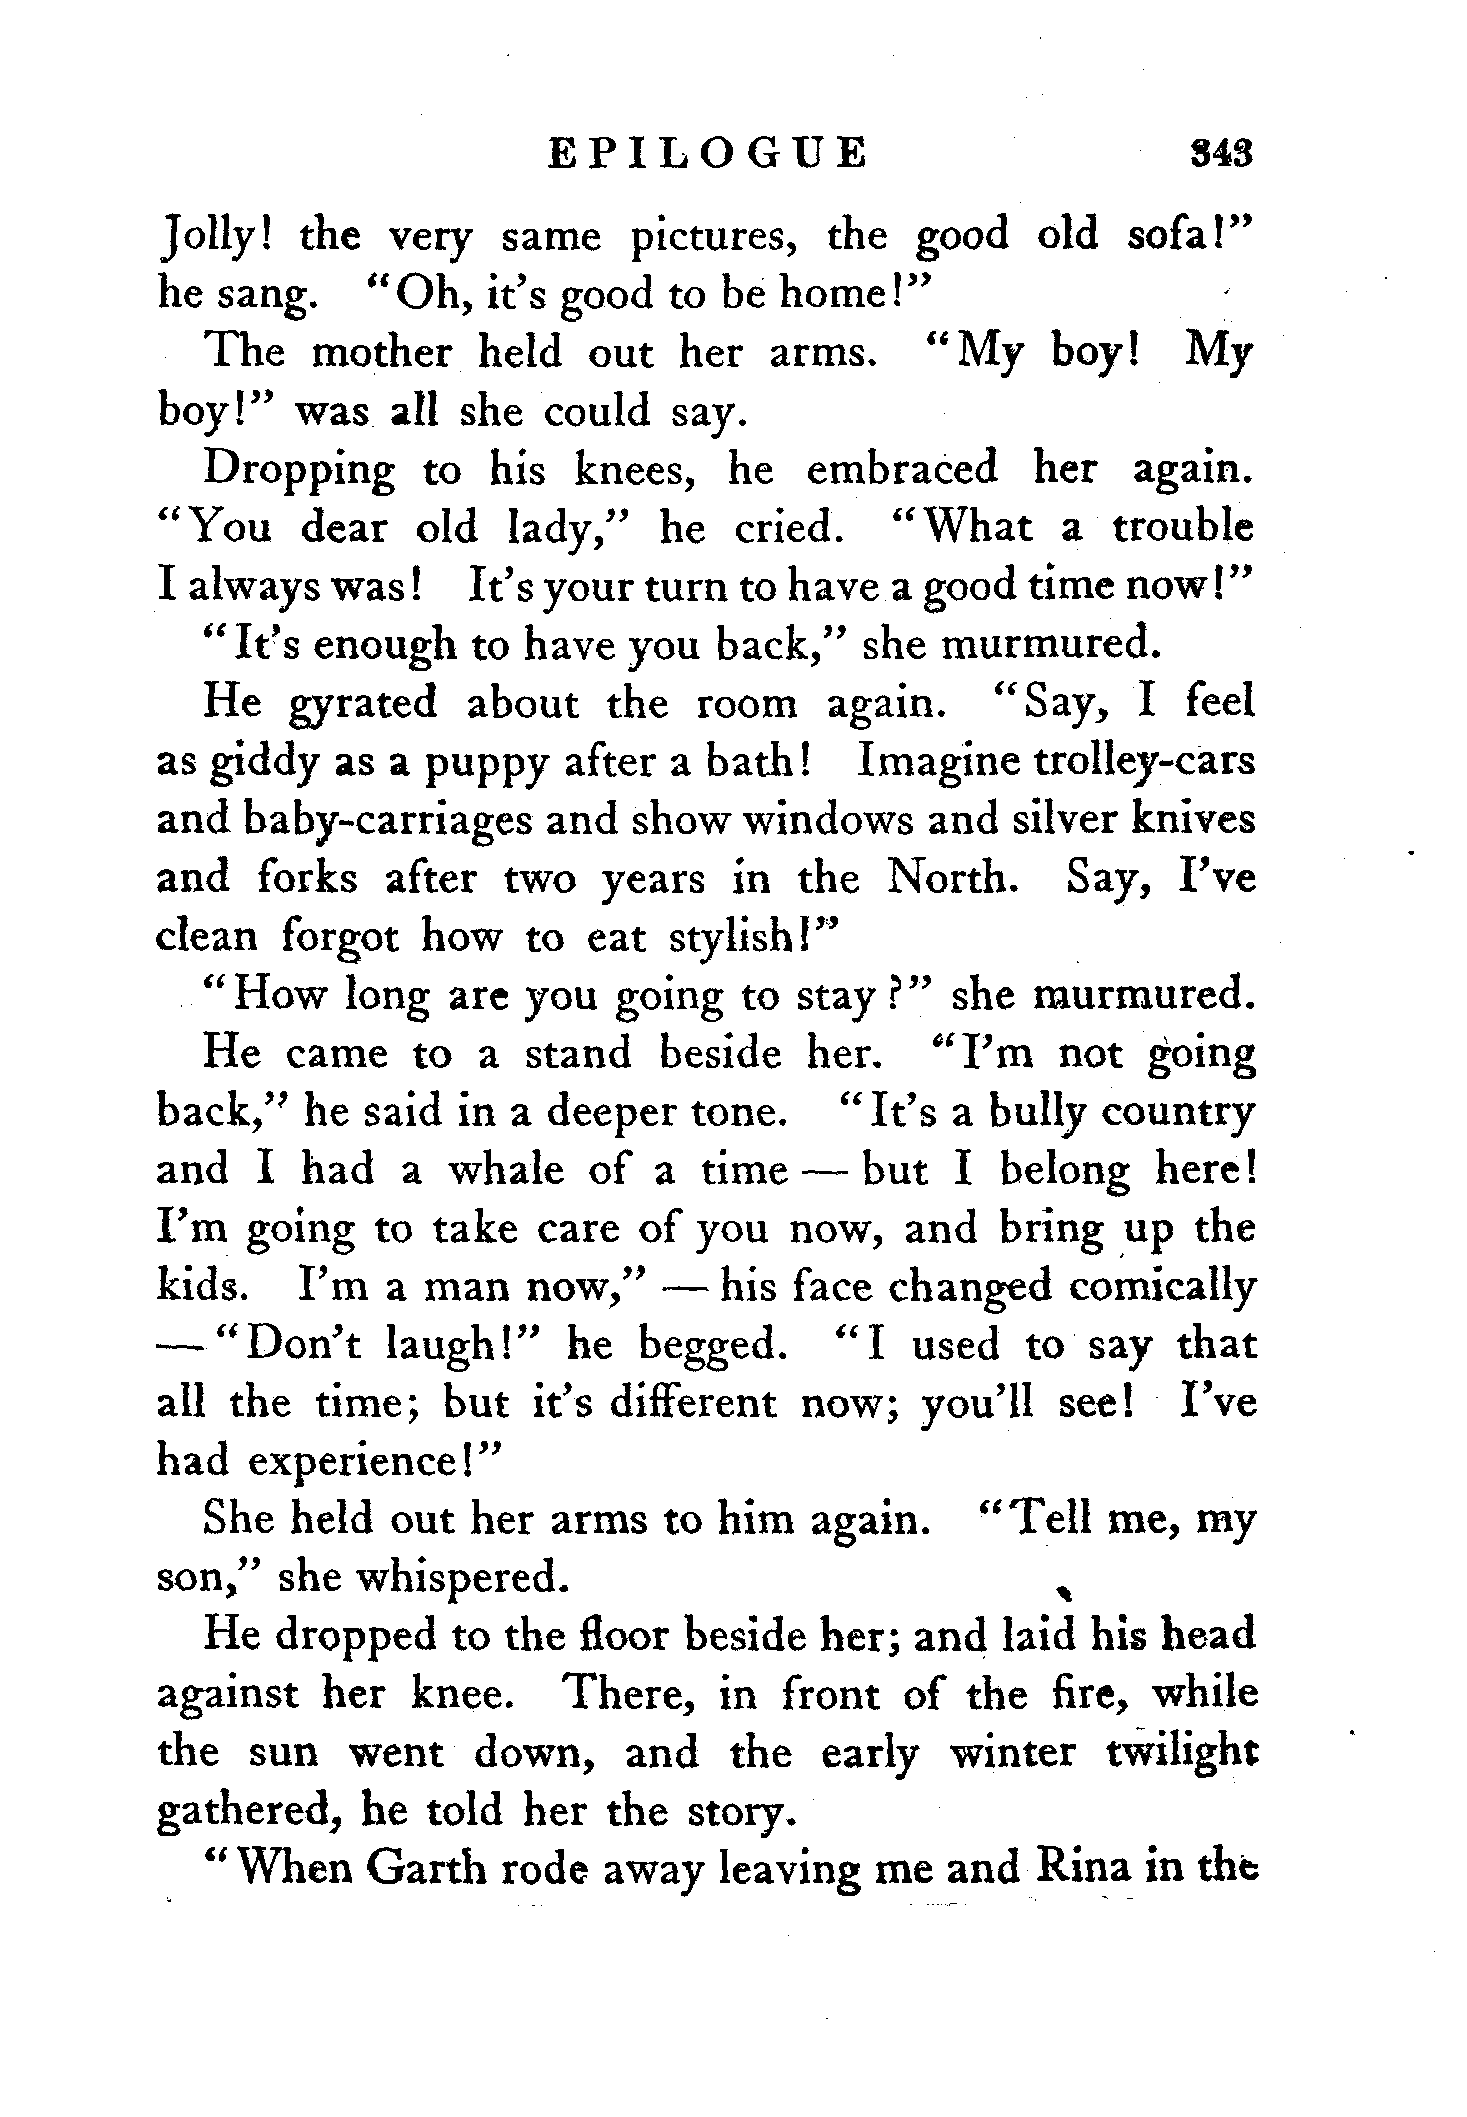 EPILOGUE 343
Jolly! the very same pictures, the good old sofa!”
he sang. “Oh, it’s good to be home!”
The mother held out her arms. “My boy! My
boy!” was all she could say.
Dropping to his knees, he embraced her again.
“You dear old lady,” he cried. “What a trouble
I always was! It’s your turn to have a good time now!”
“It’s enough to have you back,” she murmured.
He gyrated about the room again. “Say, I feel
as giddy as a puppy after a bath! Imagine trolley-cars
and baby-carriages and show windows and silver knives
and forks after two years in the North. Say, I’ve
clean forgot how to eat stylish!”
“How long are you going to stay?” she murmured.
He came to a stand beside her. “I’m not going
back,” he said in a deeper tone. “It’s a bully country
and I had a whale of a time — but I belong here!
I’m going to take care of you now, and bring up the
kids. I’m a man now,” — his face changed comically
— “Don’t laugh!” he begged. “I used to say that
all the time; but it’s different now; you’ll see! I’ve
had experience!”
She held out her arms to him again. “Tell me, my
son,” she whispered.
He dropped to the floor beside her; and laid his head
against her knee. There, in front of the fire, while
the sun went down, and the early winter twilight
gathered, he told her the story.
“When Garth rode away leaving me and Rina in the